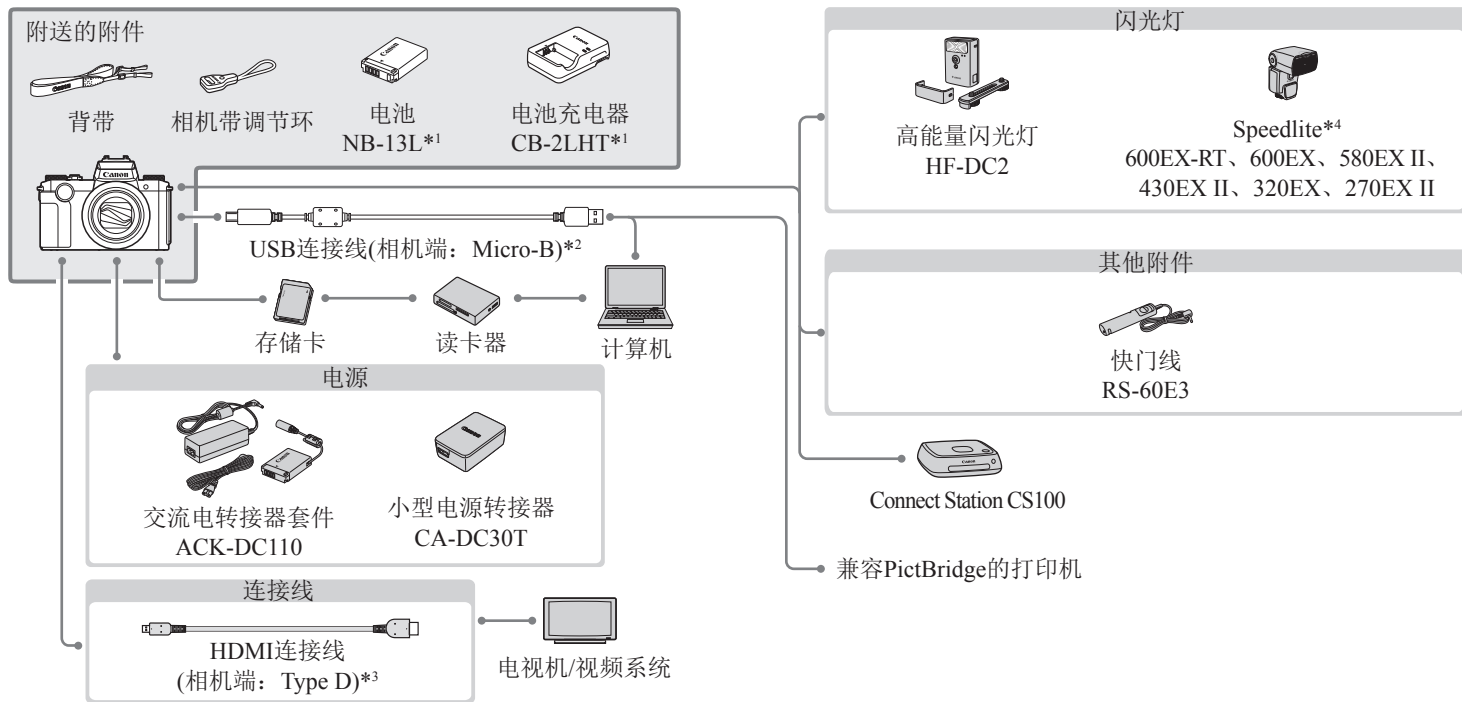 附送的附件
背带
相机带调节环
电池
NB-13L*1
电池充电器
CB-2LHT*1
Canon
USB连接线(相机端：Micro-B)*2
存储卡
读卡器
计算机
电源
交流电转接器套件
ACK-DC110
小型电源转接器
CA-DC30T
连接线
HDMI连接线
(相机端：Type D)*3
电视机/视频系统
闪光灯
高能量闪光灯
HF-DC2
Speedlite*4
600EX-RT、600EX、580EX II、
430EX II、320EX、270EX II
其他附件
快门线
RS-60E3
Connect Station CS100
兼容PictBridge的打印机